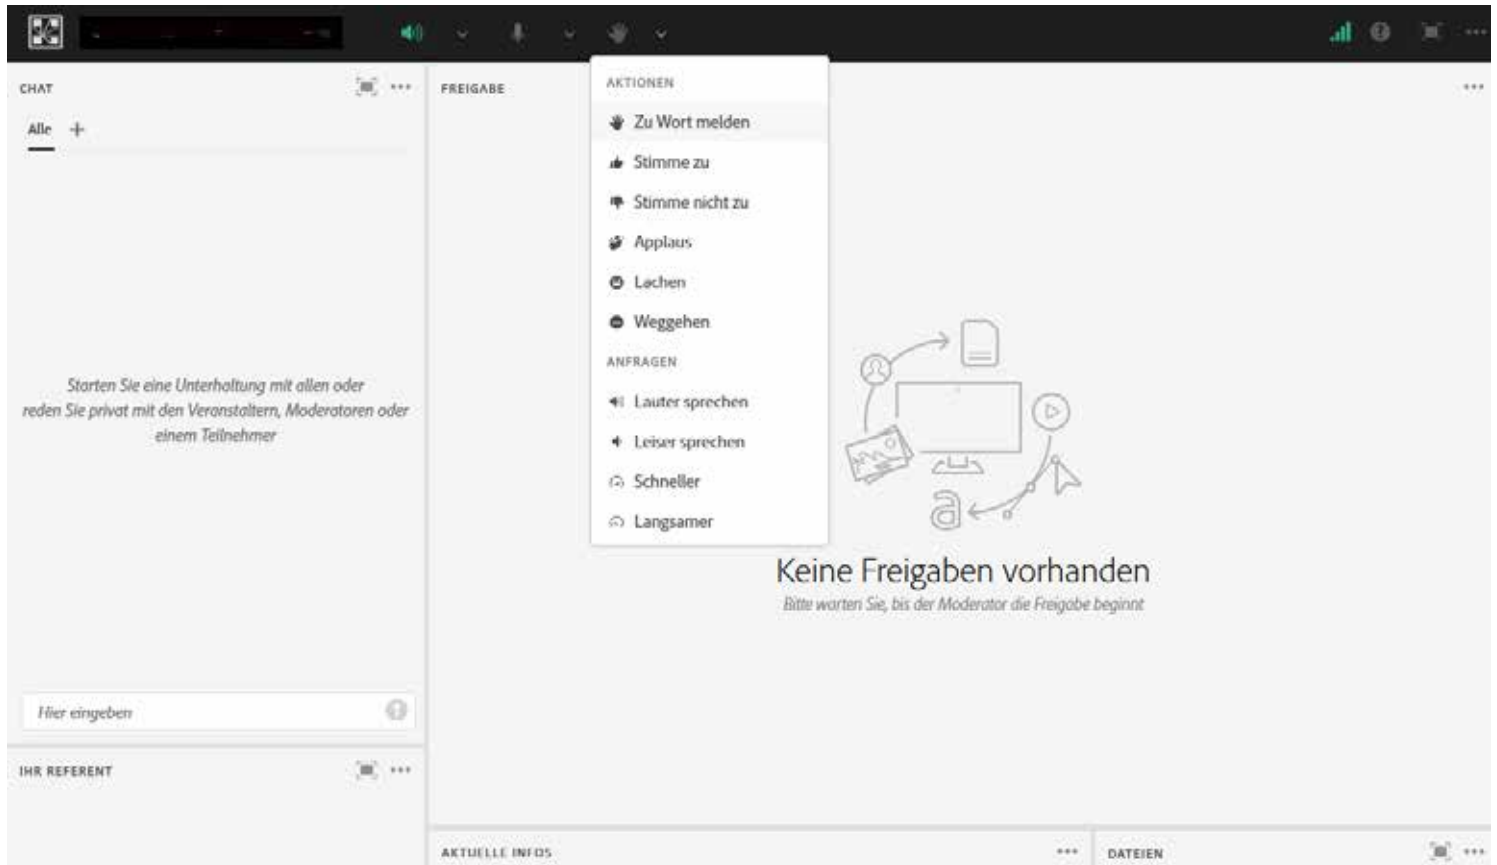 CHAT
Alle
Starten Sie eine Unterhaltung mit allen oder
reden Sie privat mit den Veranstaltern, Moderatoren oder
einem Teilnehmer
Hier eingeben
IHR REFERENT
FREIGABE
AKTIONEN
Zu Wort melden
Stimme zu
Stimme nicht zu
Applaus
Lachen
Weggehen
ANFRAGEN
Lauter sprechen
Leiser sprechen
Schneller
Langsamer
Keine Freigaben vorhanden
Bitte warten Sie, bis der Moderator die Freigabe beginnt
AKTUELLE INFOS
DATEIEN